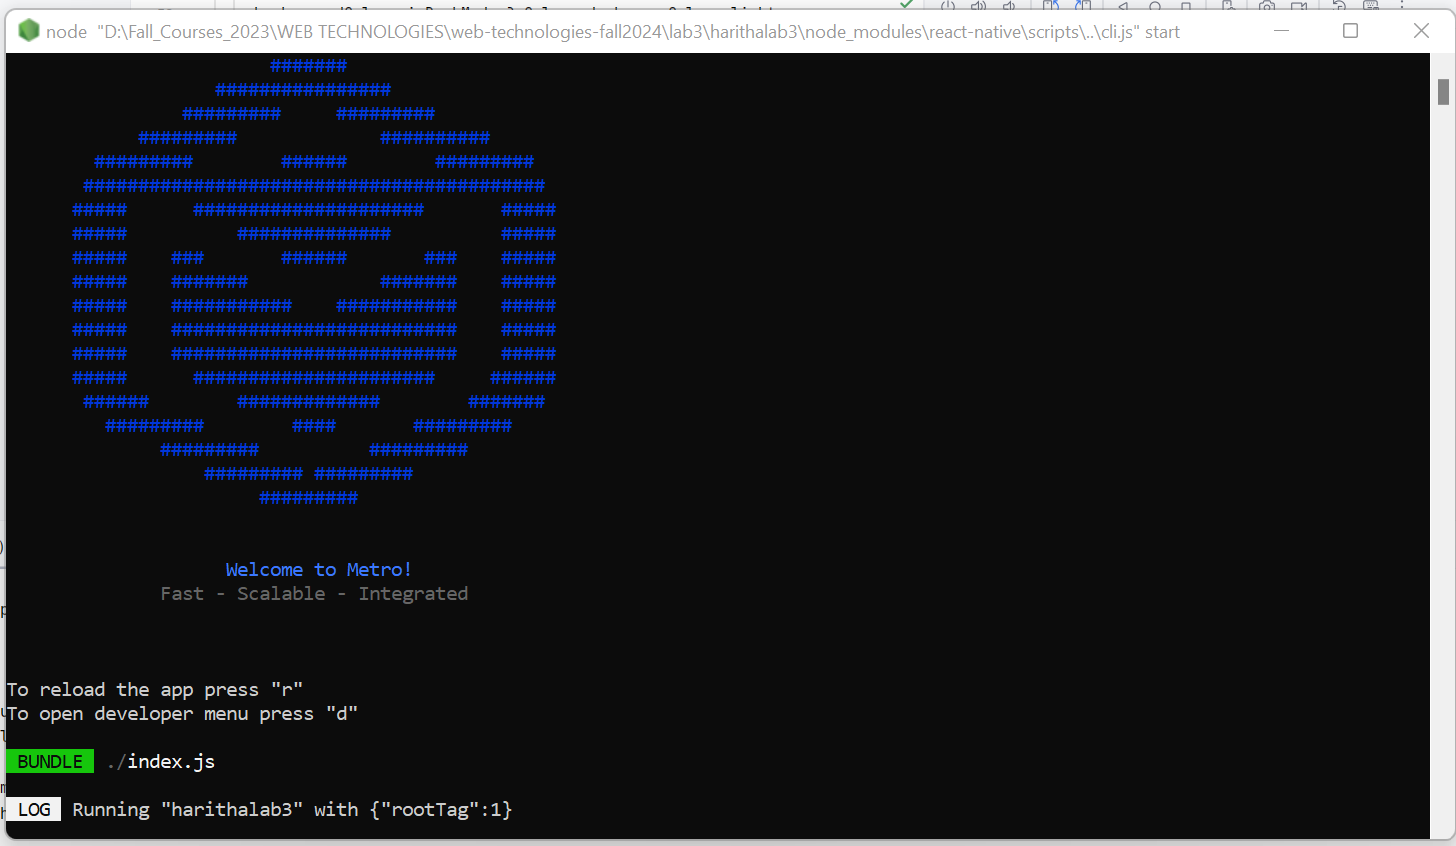 node "D:\Fall_Courses_2023\WEB TECHNOLOGIES\web-technologies-fall2024\lab3\harithalab3\node_modules\react-native\scripts\..\cli.js" start
#######
################
######### #########
######### ##########
######### ###### #########
##########################################
##### ##################### #####
##### ############## #####
##### ### ###### ### #####
##### ####### ####### #####
##### ########### ########### #####
##### ########################## #####
##### ########################## #####
##### ###################### ######
###### ############# #######
######### #### #########
######### #########
######### #########
#########
Welcome to Metro!
Fast - Scalable - Integrated
To reload the app press "r"
To open developer menu press "d"
BUNDLE ./index.js
LOG Running "harithalab3" with {"rootTag":1}